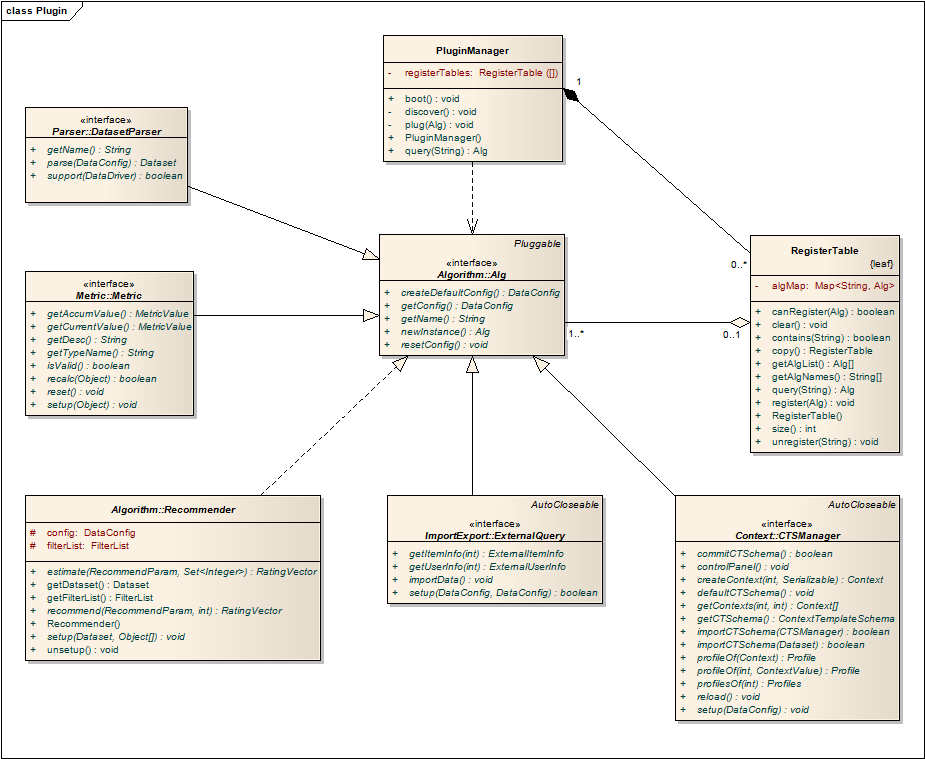 class Plugin
PluginManager
- registerTables: RegisterTable ([])
+ boot() : void
- discover() : void
- plug(Alg) : void
+ PluginManager()
+ query(String) : Alg
1
«interface»
Parser::DatasetParser
+ getName() : String
+ parse(DataConfig) : Dataset
+ support(DataDriver) : boolean
Pluggable
«interface»
Algorithm::Alg
+ createDefaultConfig() : DataConfig
+ getConfig() : DataConfig
+ getName() : String
+ newInstance() : Alg
+ resetConfig() : void
1..*
0..*
0..1
RegisterTable
{leaf}
- algMap: Map<String, Alg>
+ canRegister(Alg) : boolean
+ clear() : void
+ contains(String) : boolean
+ copy() : RegisterTable
+ getAlgList() : Alg[]
+ getAlgNames() : String[]
+ query(String) : Alg
+ register(Alg) : void
+ RegisterTable()
+ size() : int
+ unregister(String) : void
«interface»
Metric::Metric
+ getAccumValue() : MetricValue
+ getCurrentValue() : MetricValue
+ getDesc() : String
+ getTypeName() : String
+ isValid() : boolean
+ recalc(Object) : boolean
+ reset() : void
+ setup(Object) : void
Algorithm::Recommender
# config: DataConfig
# filterList: FilterList
+ estimate(RecommendParam, Set<Integer>) : RatingVector
+ getDataset() : Dataset
+ getFilterList() : FilterList
+ recommend(RecommendParam, int) : RatingVector
+ Recommender()
+ setup(Dataset, Object[]) : void
+ unsetup() : void
AutoCloseable
«interface»
ImportExport::ExternalQuery
+ getItemInfo(int) : ExternalItemInfo
+ getUserInfo(int) : ExternalUserInfo
+ importData() : void
+ setup(DataConfig, DataConfig) : boolean
AutoCloseable
«interface»
Context::CTSManager
+ commitCTSchema() : boolean
+ controlPanel() : void
+ createContext(int, Serializable) : Context
+ defaultCTSchema() : void
+ getContexts(int, int) : Context[]
+ getCTSchema() : ContextTemplateSchema
+ importCTSchema(CTSManager) : boolean
+ importCTSchema(Dataset) : boolean
+ profileOf(Context) : Profile
+ profileOf(int, ContextValue) : Profile
+ profilesOf(int) : Profiles
+ reload() : void
+ setup(DataConfig) : void